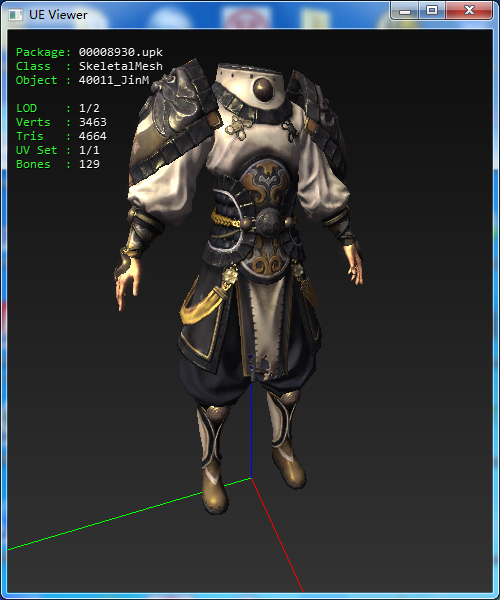 UE Viewer
Package: 00008930.upk
Class : SkeletalMesh
Object : 40011_JinM
LOD : 1/2
Verts : 3463
Tris : 4664
UV Set : 1/1
Bones : 129